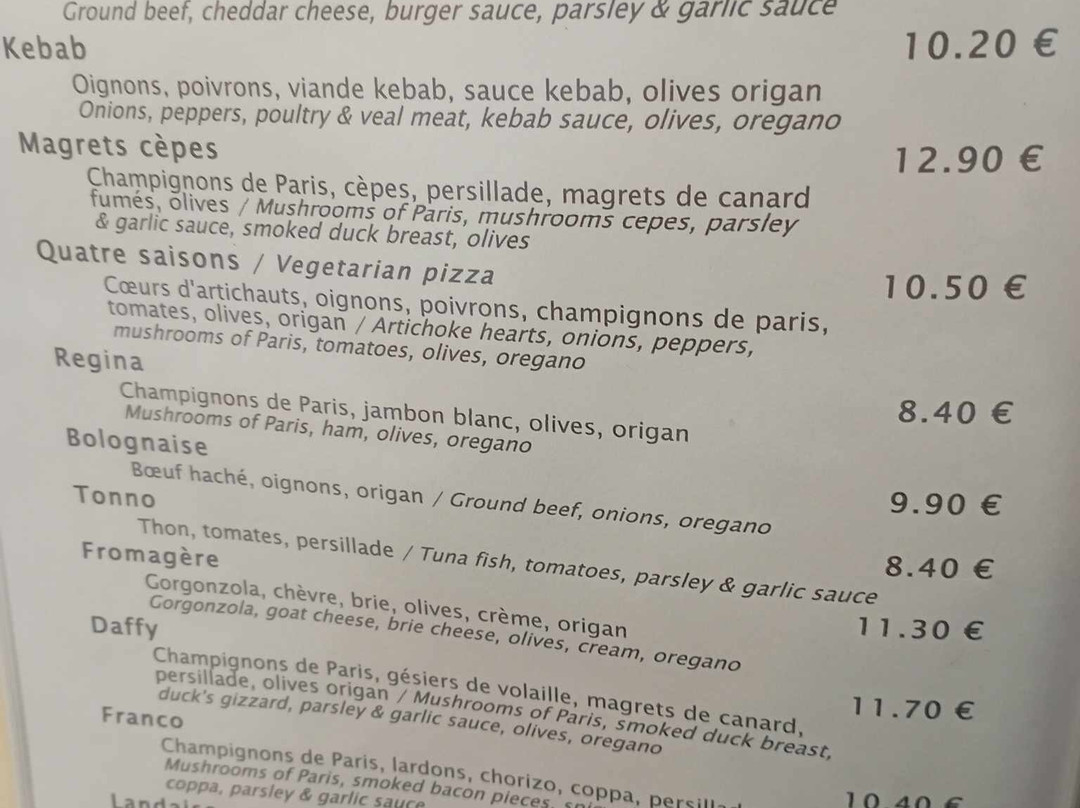 Ground beef, cheddar cheese, burger sauce, parsley & garlic sauce
Kebab 10.20 €
Oignons, poivrons, viande kebab, sauce kebab, olives origan
Onions, peppers, poultry & veal meat, kebab sauce, olives, oregano
Magrets cèpes 12.90 €
Champignons de Paris, cèpes, persillade, magrets de canard
fumés, olives / Mushrooms of Paris, mushrooms cepes, parsley
& garlic sauce, smoked duck breast, olives
Quatre saisons / Vegetarian pizza 10.50 €
Cœurs d'artichauts, oignons, poivrons, champignons de paris,
tomates, olives, origan / Artichoke hearts, onions, peppers,
mushrooms of Paris, tomatoes, olives, oregano
Regina 8.40 €
Champignons de Paris, jambon blanc, olives, origan
Mushrooms of Paris, ham, olives, oregano
Bolognaise 9.90 €
Bœuf haché, oignons, origan / Ground beef, onions, oregano
Tonno 8.40 €
Thon, tomates, persillade / Tuna fish, tomatoes, parsley & garlic sauce
Fromagère 11.30 €
Gorgonzola, chèvre, brie, olives, crème, origan
Gorgonzola, goat cheese, brie cheese, olives, cream, oregano
Daffy 11.70 €
Champignons de Paris, gésiers de volaille, magrets de canard,
persillade, olives origan / Mushrooms of Paris, smoked duck breast,
duck's gizzard, parsley & garlic sauce, olives, oregano
Franco 10.40 €
Champignons de Paris, lardons, chorizo, coppa,
Mushrooms of Paris, smoked bacon pieces,
coppa, parsley & garlic sauce